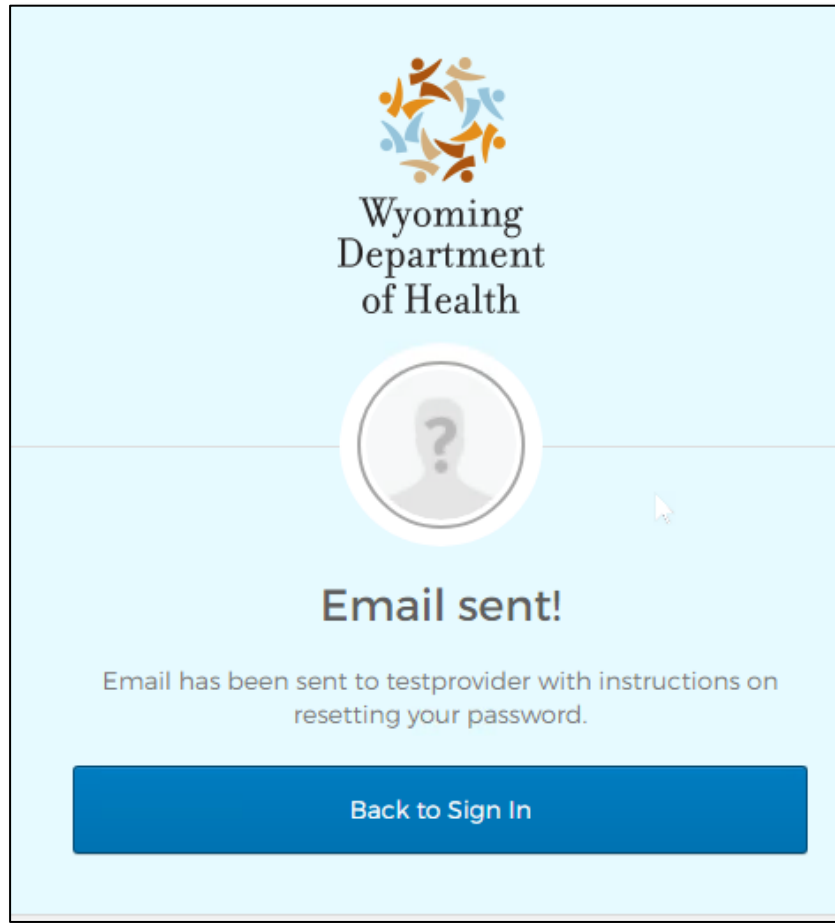 Wyoming
Department
of Health
?
Email sent!
Email has been sent to testprovider with instructions on
resetting your password.
Back to Sign In